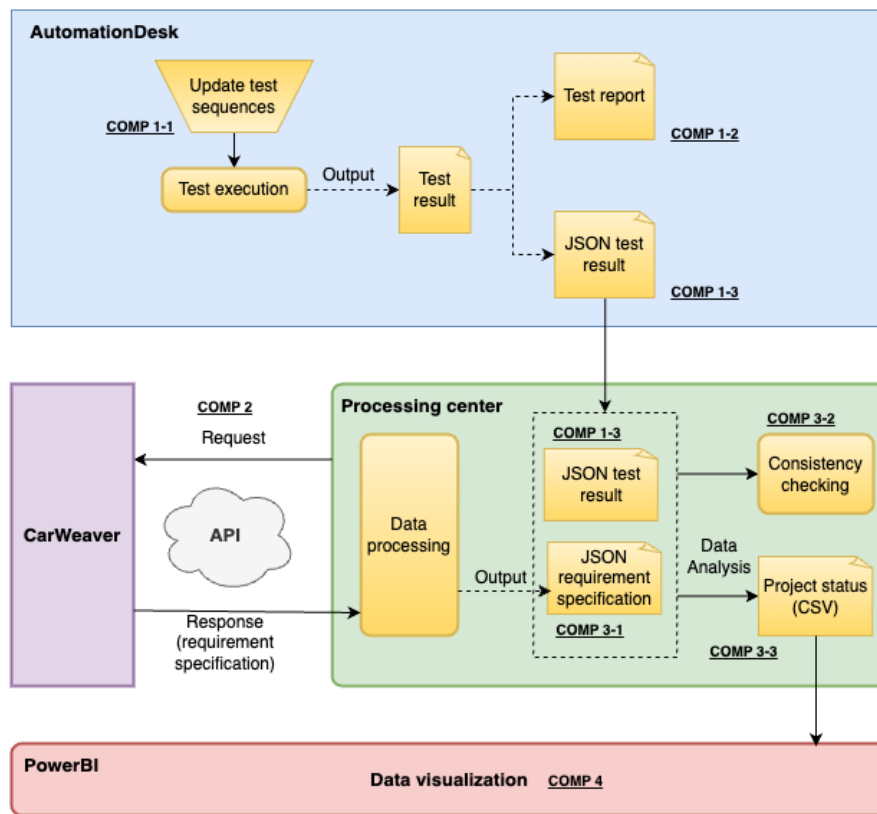 AutomationDesk
Update test
sequences
COMP 1-1
Test execution
Output
Test
result
Test report
COMP 1-2
JSON test
result
COMP 1-3
CarWeaver
COMP 2
Request
API
Response
(requirement
specification)
Processing center
Data
processing
Output
COMP 1-3
JSON test
result
JSON
requirement
specification
COMP 3-1
COMP 3-2
Consistency
checking
Data
Analysis
Project status
(CSV)
COMP 3-3
PowerBI
Data visualization COMP 4